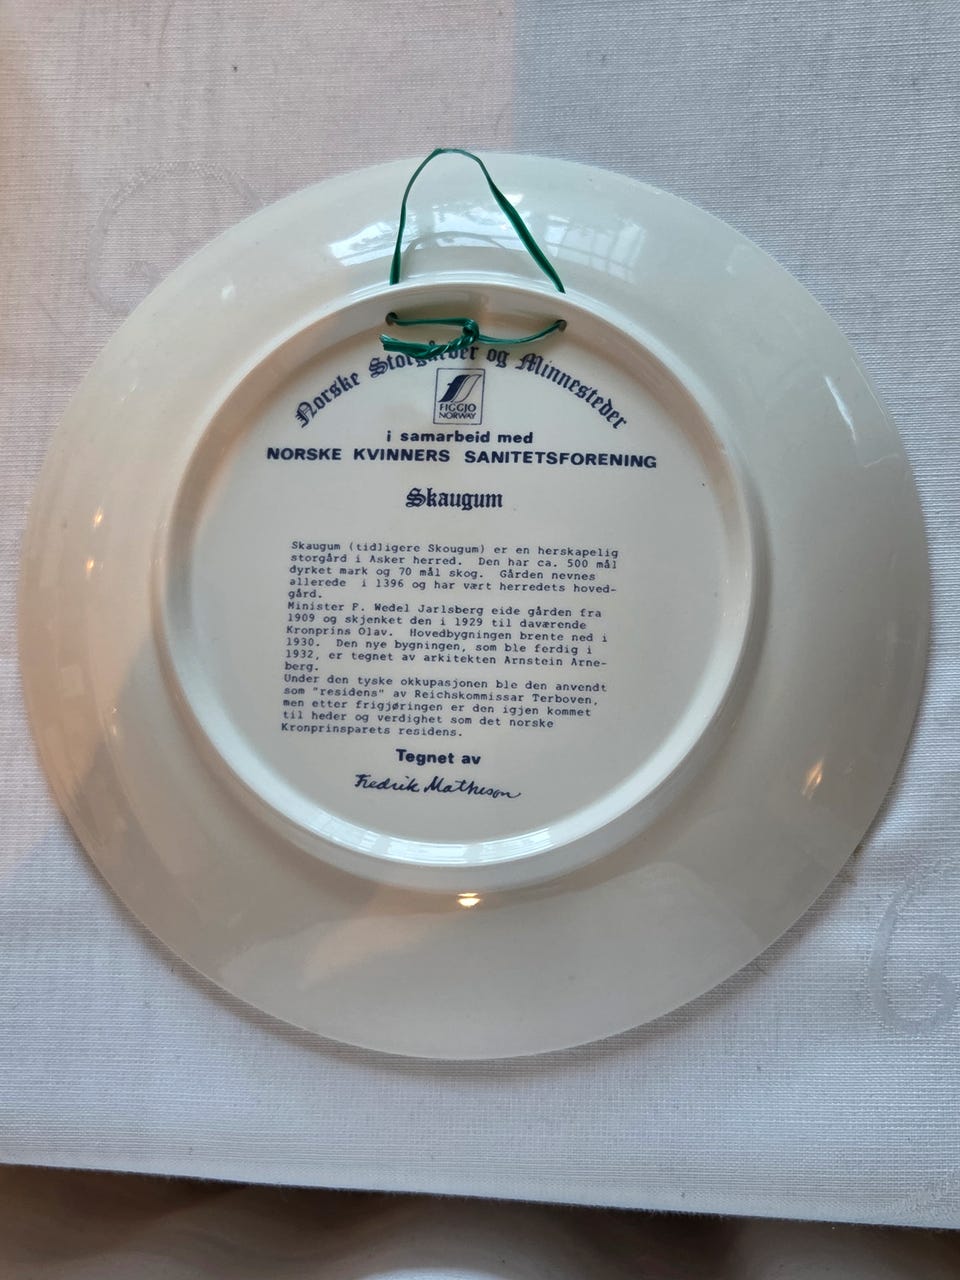 Norske Storgårder og Minnesteder
FIGGJO
NORWAY
i samarbeid med
NORSKE KVINNERS SANITETSFORENING
Skaugum
Skaugum (tidligere Skougum) er en herskapelig
storgård i Asker herred. Den har ca. 500 mål
dyrket mark og 70 mål skog. Gården nevnes
allerede i 1396 og har vært herredets hoved-
gård.
Minister F. Wedel Jarlsberg eide gården fra
1909 og skjenket den i 1929 til daværende
Kronprins Olav. Hovedbygningen brente ned i
1930. Den nye bygningen, som ble ferdig i
1932, er tegnet av arkitekten Arnstein Arne-
berg.
Under den tyske okkupasjonen ble den anvendt
som "residens" av Reichskommissar Terboven,
men etter frigjøringen er den igjen kommet
til heder og verdighet som det norske
Kronprinsparets residens.
Tegnet av
Fredrik Matheson